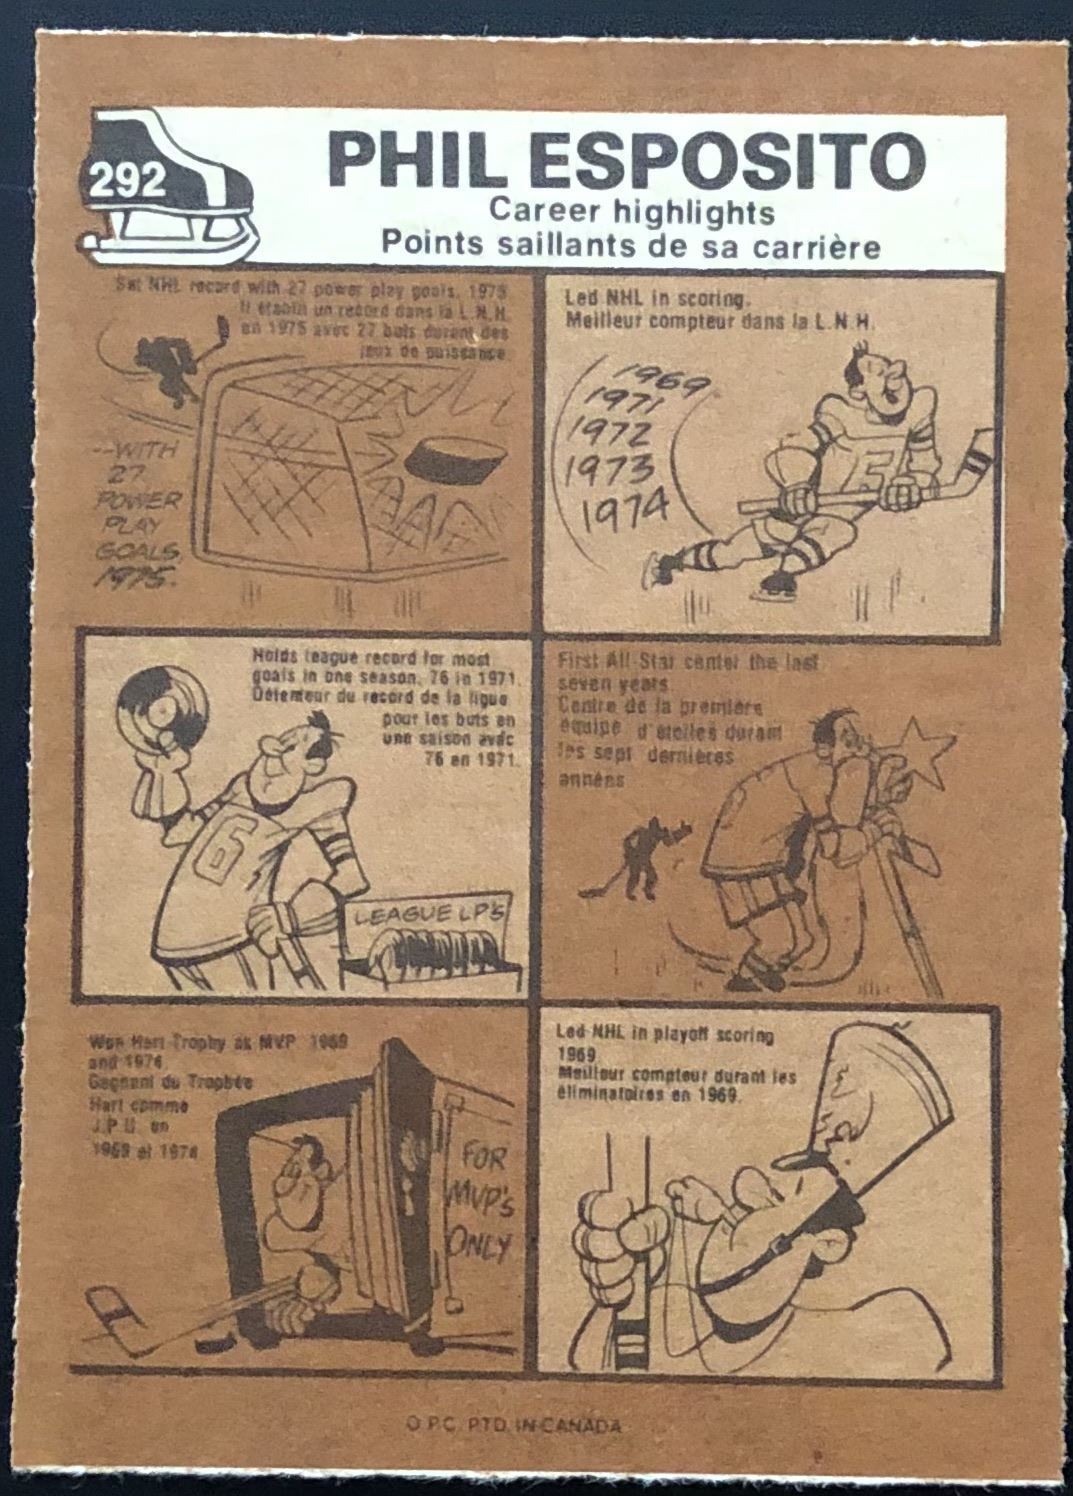 292
PHIL ESPOSITO
Career highlights
Points saillants de sa carrière
Set NHL record with 27 power play goals, 1975
Il établit un record dans la L.N.H.
en 1975 avec 27 buts durant des
jeux de puissance
--WITH
27
POWER
PLAY
GOALS
1975.
Led NHL in scoring.
Meilleur compteur dans la L.N.H.
1969
1971
1972
1973
1974
Holds league record for most
goals in one season, 76 in 1971.
Détenteur du record de la ligue
pour les buts en
une saison avec
76 en 1971.
6
LEAGUE LP'S
First All-Star center the last
seven years
Centre de la première
équipe d'étoiles durant
les sept dernières
années
Won Hart Trophy as MVP 1969
and 1974
Gagnant du Trophée
Hart comme
J.P.U. en
1969 et 1974
FOR
MVP'S
ONLY
Led NHL in playoff scoring
1969
Meilleur compteur durant les
éliminatoires en 1969.
O.P.C. PTD. IN CANADA